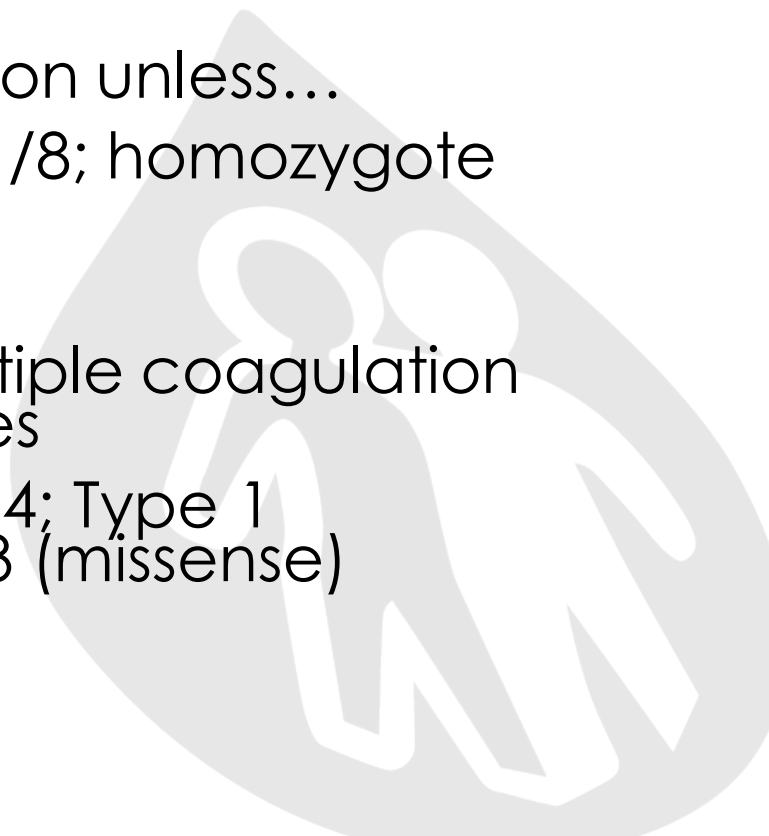 on unless…
/8; homozygote
tiple coagulation
es
4; Type 1
3 (missense)